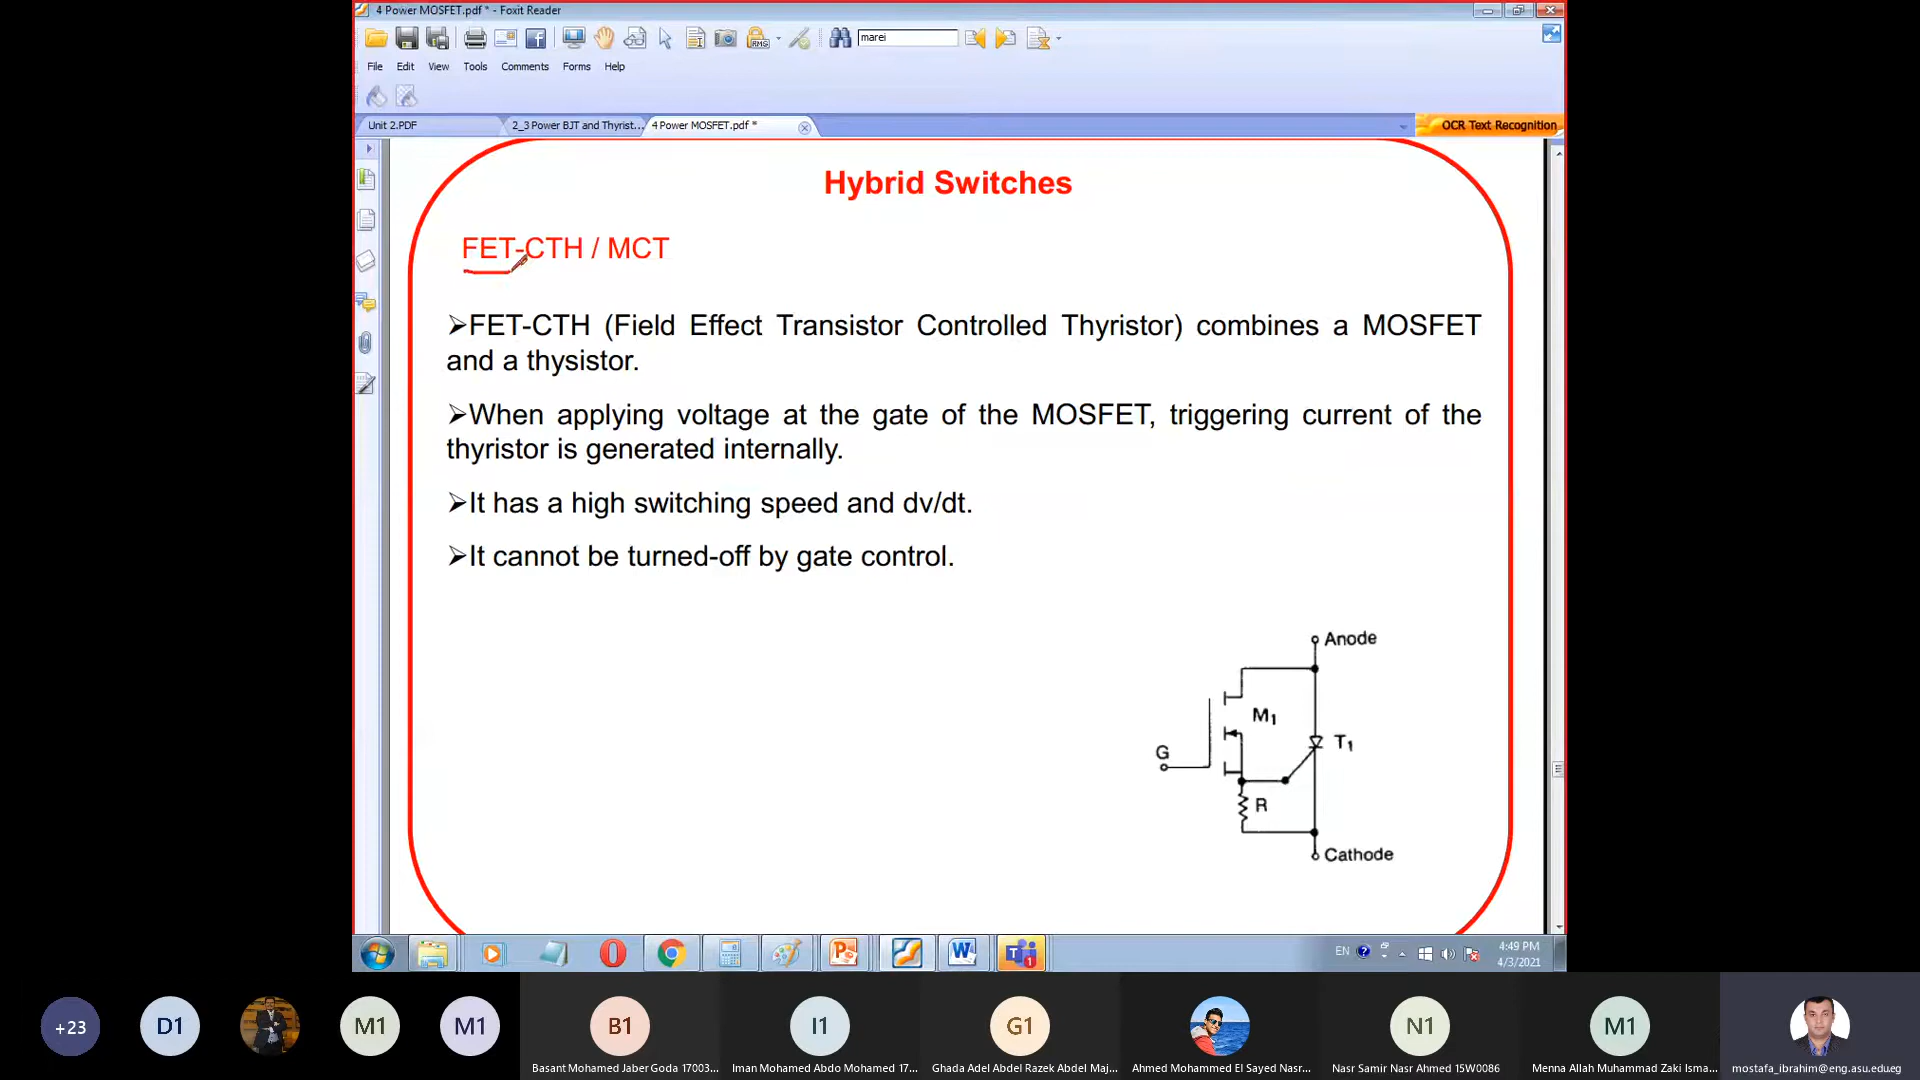 4 Power MOSFET.pdf * - Foxit Reader
RMS
marei
File Edit View Tools Comments Forms Help
Unit 2.PDF
2_3 Power BJT and Thyrist...
4 Power MOSFET.pdf *
OCR Text Recognition
Hybrid Switches
FET-CTH / MCT
➢FET-CTH (Field Effect Transistor Controlled Thyristor) combines a MOSFET
and a thysistor.
➢When applying voltage at the gate of the MOSFET, triggering current of the
thyristor is generated internally.
➢It has a high switching speed and dv/dt.
➢It cannot be turned-off by gate control.
Anode
M1
G
T1
R
Cathode
EN
4:49 PM
4/3/2021
+23
D1
M1
M1
B1
I1
G1
N1
M1
Basant Mohamed Jaber Goda 17003...
Iman Mohamed Abdo Mohamed 17...
Ghada Adel Abdel Razek Abdel Maj...
Ahmed Mohammed El Sayed Nasr...
Nasr Samir Nasr Ahmed 15W0086
Menna Allah Muhammad Zaki Isma...
mostafa_ibrahim@eng.asu.edu.eg